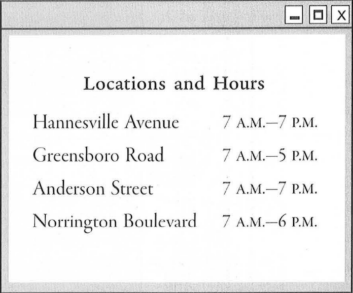 Locations and Hours
Hannesville Avenue 7 A.M.—7 P.M.
Greensboro Road 7 A.M.—5 P.M.
Anderson Street 7 A.M.—7 P.M.
Norrington Boulevard 7 A.M.—6 P.M.